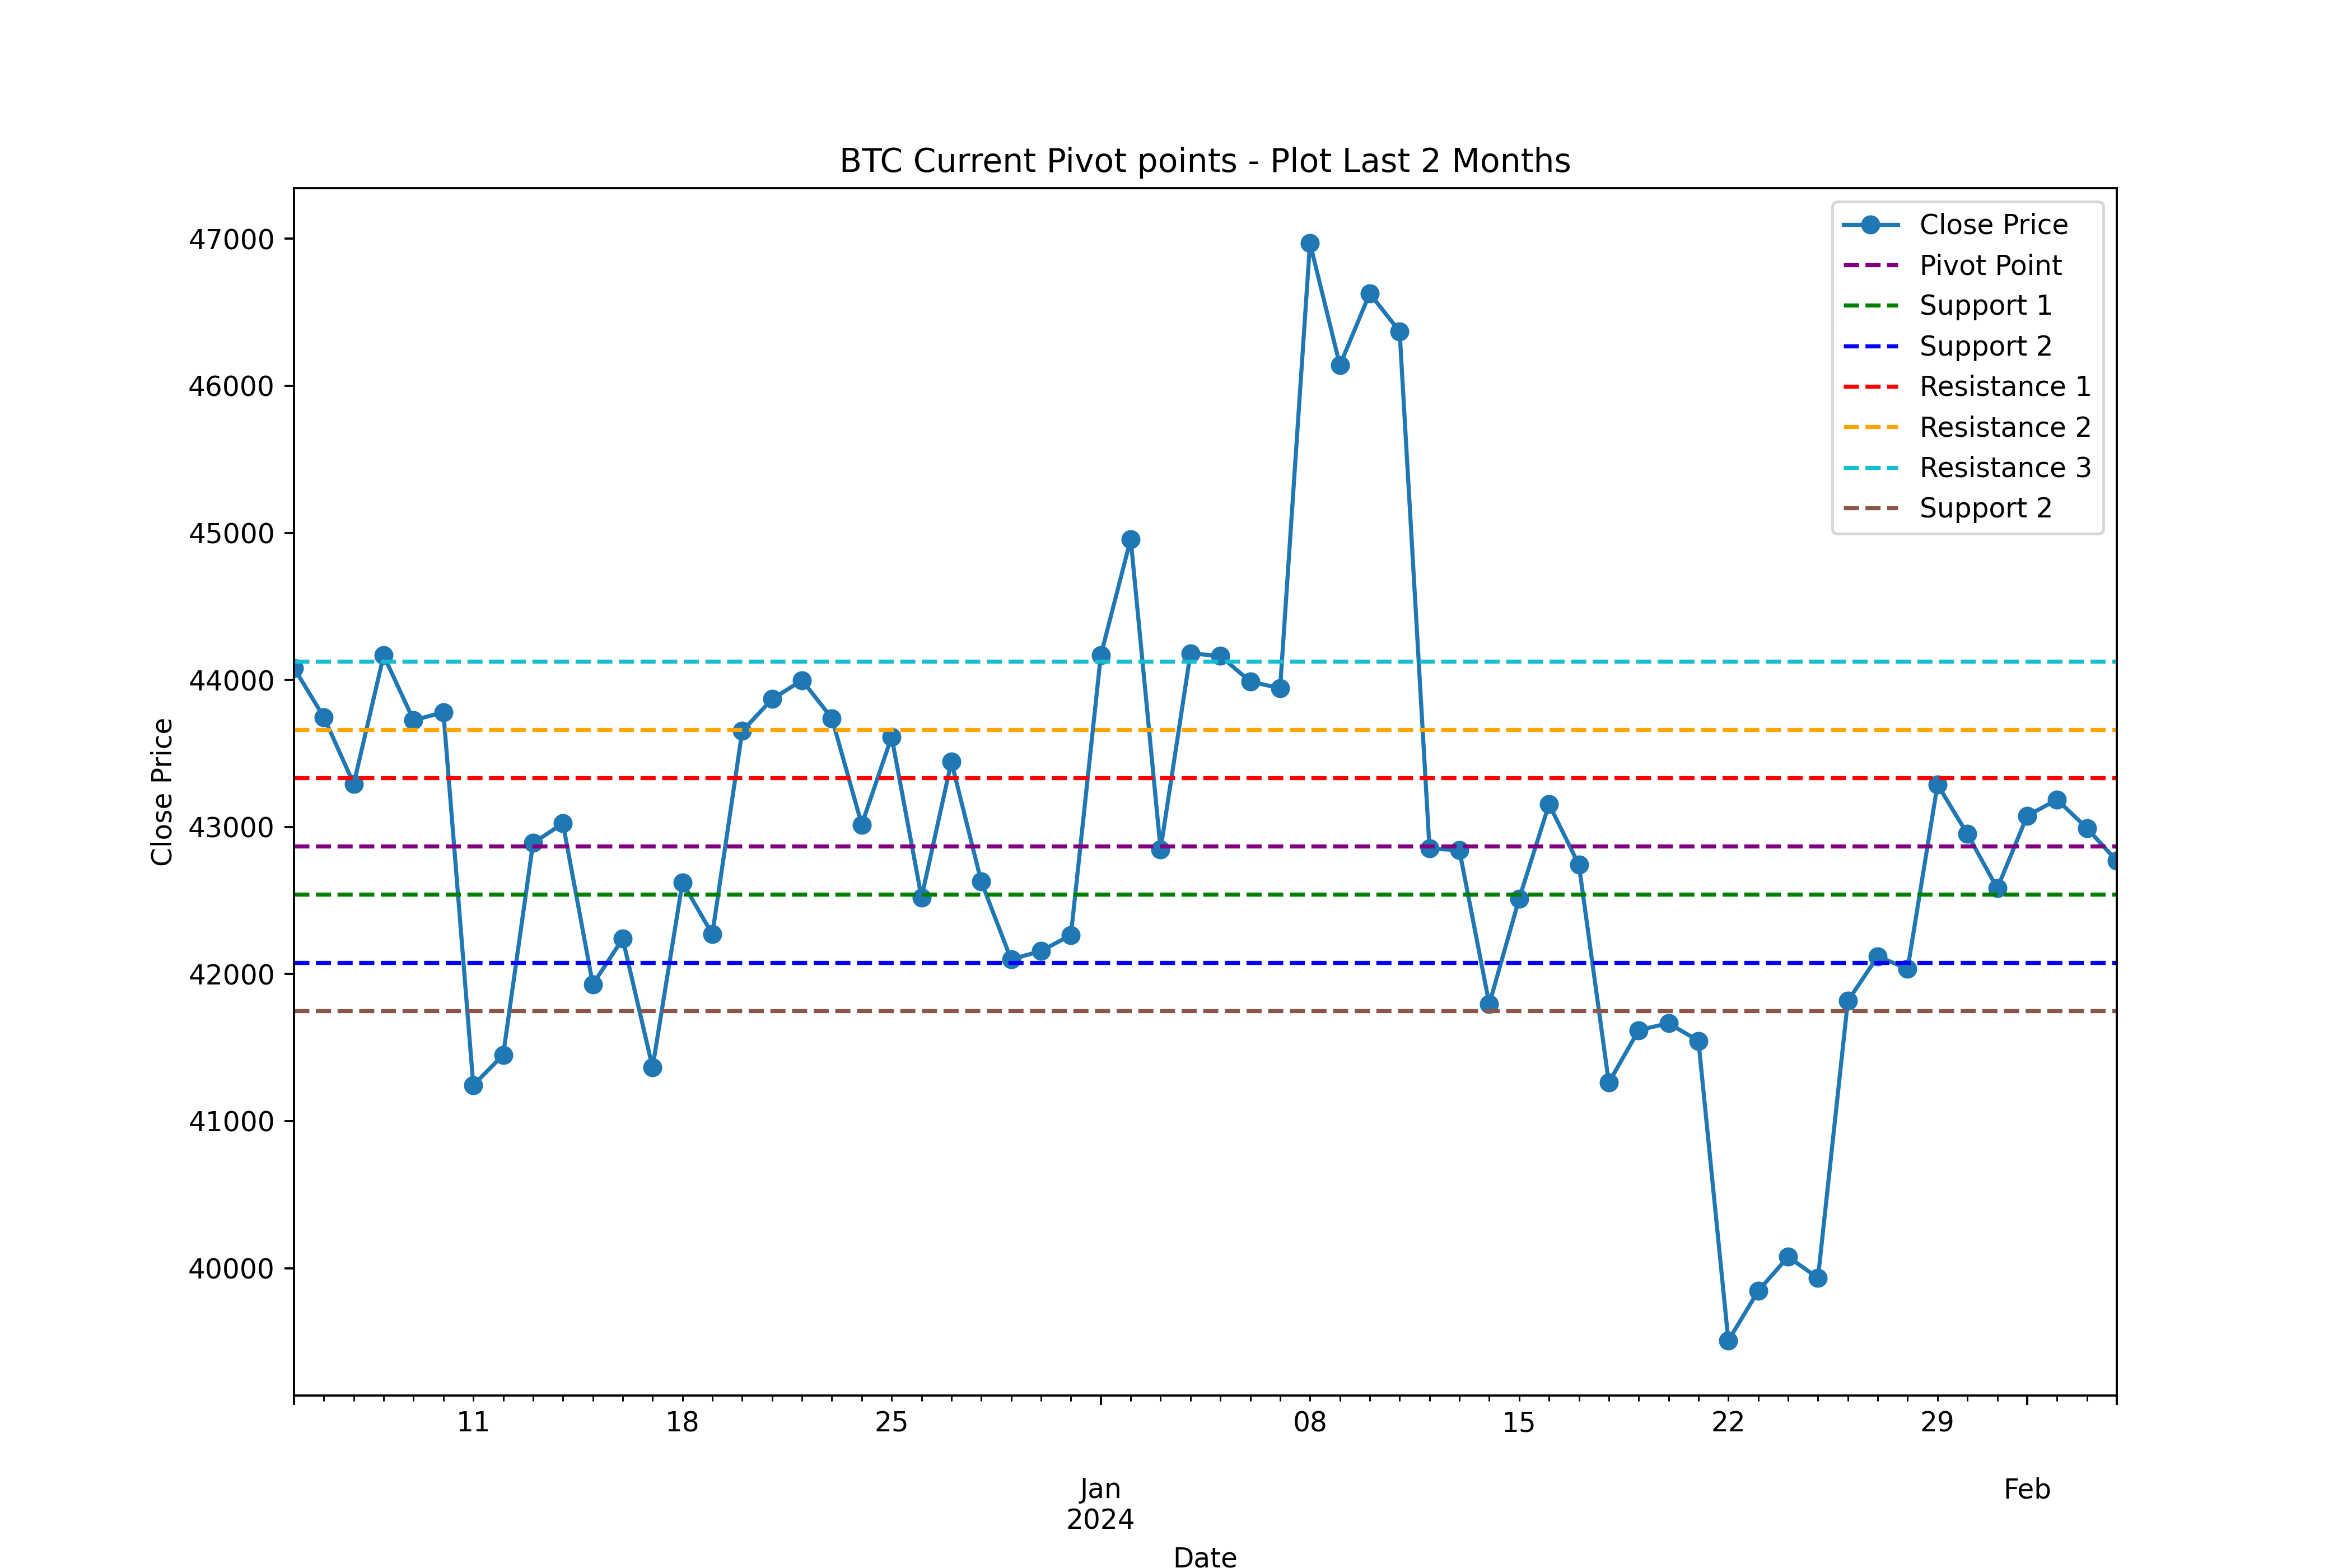 BTC Current Pivot points - Plot Last 2 Months
47000
46000
45000
44000
43000
42000
41000
40000
Close Price
Close Price
Pivot Point
Support 1
Support 2
Resistance 1
Resistance 2
Resistance 3
Support 2
11 18 25 08 15 22 29
Jan Feb
2024
Date